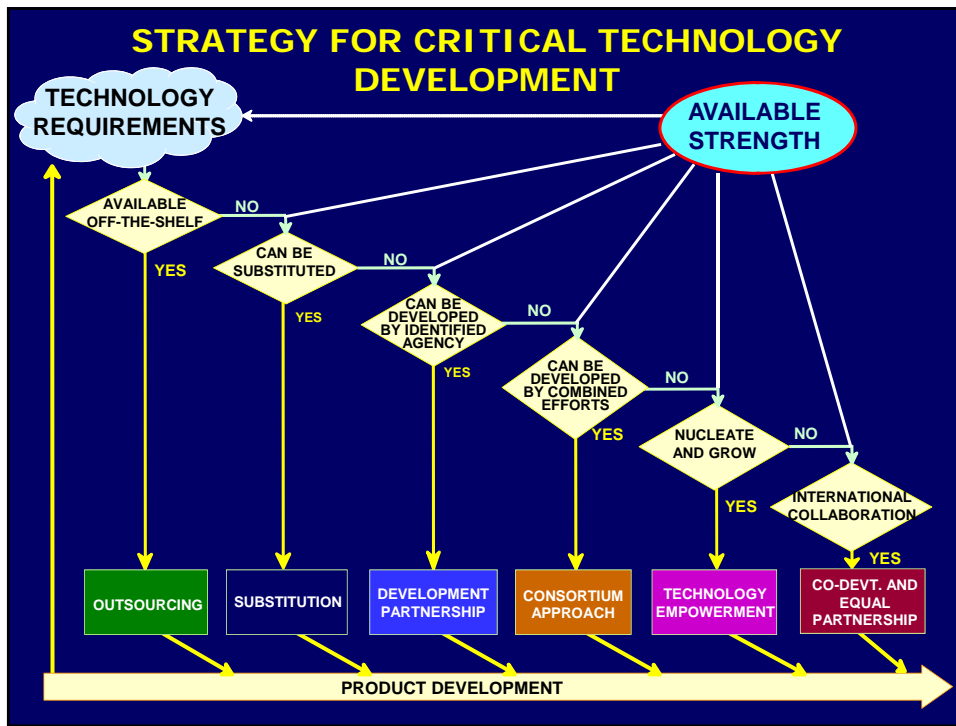 STRATEGY FOR CRITICAL TECHNOLOGY
DEVELOPMENT
TECHNOLOGY
REQUIREMENTS
AVAILABLE
STRENGTH
AVAILABLE
OFF-THE-SHELF
NO
YES
CAN BE
SUBSTITUTED
NO
YES
CAN BE
DEVELOPED
BY IDENTIFIED
AGENCY
NO
YES
CAN BE
DEVELOPED
BY COMBINED
EFFORTS
NO
YES
NUCLEATE
AND GROW
NO
YES
INTERNATIONAL
COLLABORATION
YES
OUTSOURCING
SUBSTITUTION
DEVELOPMENT
PARTNERSHIP
CONSORTIUM
APPROACH
TECHNOLOGY
EMPOWERMENT
CO-DEVT. AND
EQUAL
PARTNERSHIP
PRODUCT DEVELOPMENT